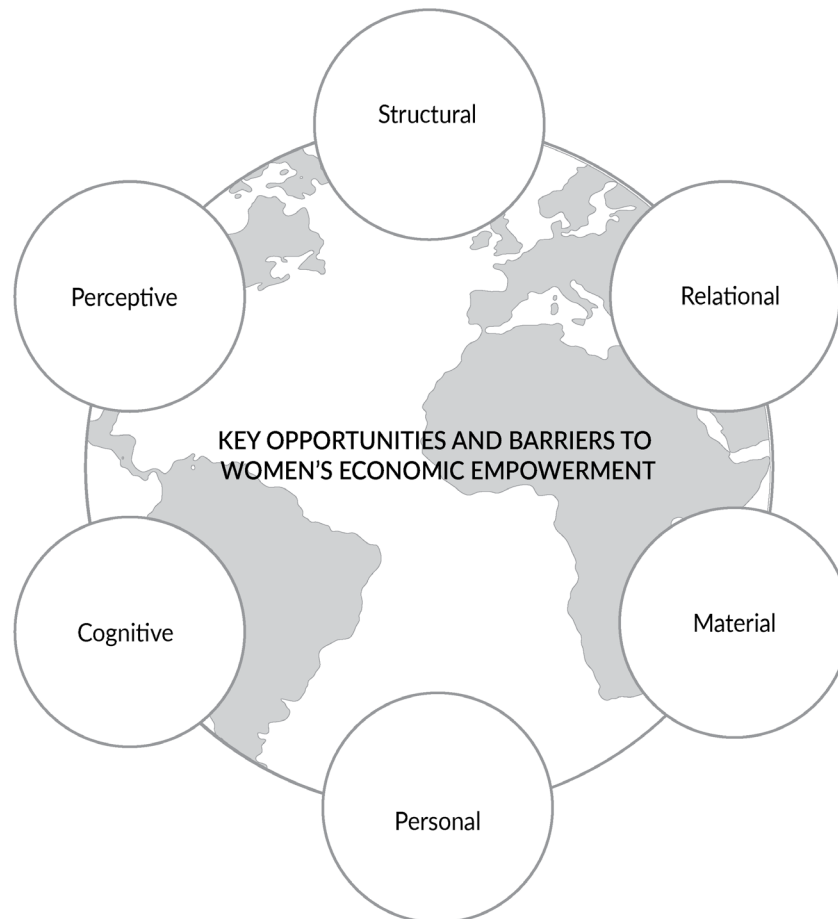 Structural
Perceptive
Relational
KEY OPPORTUNITIES AND BARRIERS TO
WOMEN’S ECONOMIC EMPOWERMENT
Cognitive
Material
Personal